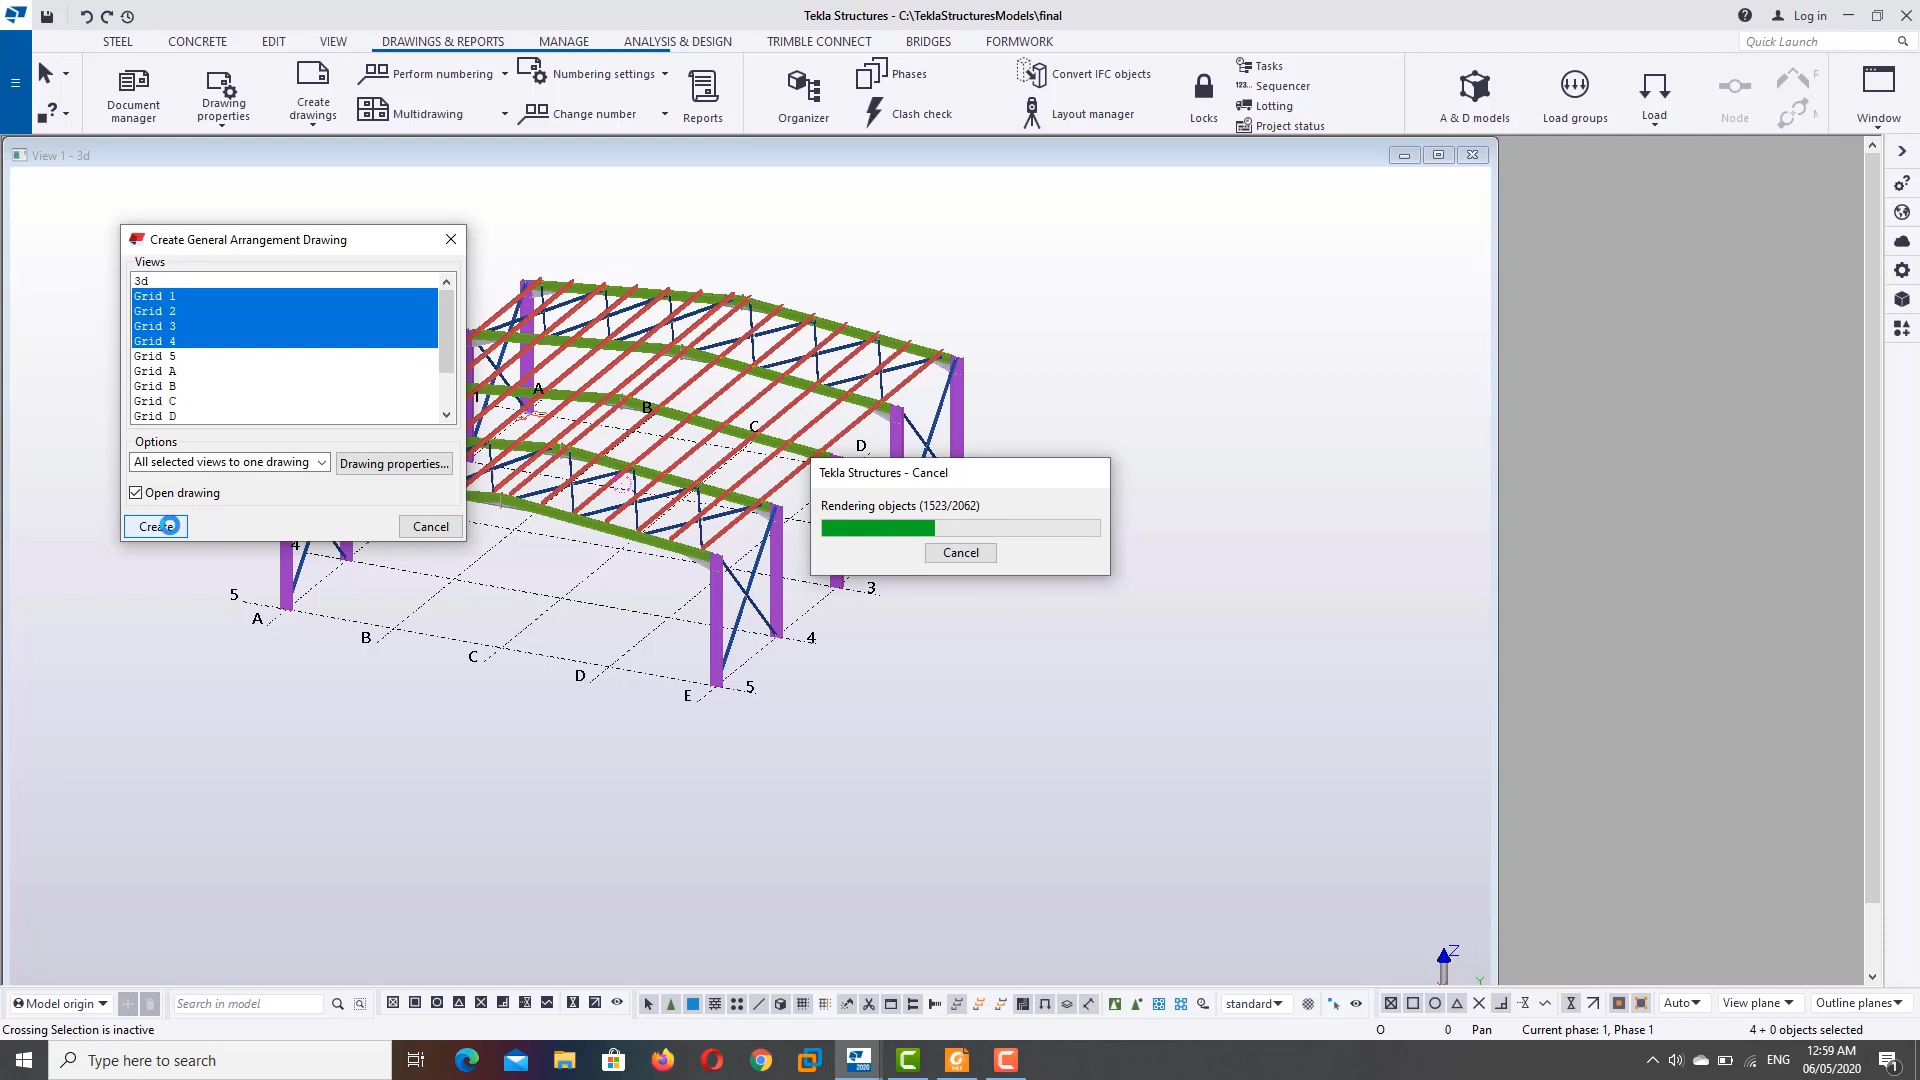 Tekla Structures - C:\TeklaStructuresModels\final
Log in
STEEL
CONCRETE
EDIT
VIEW
DRAWINGS & REPORTS
MANAGE
ANALYSIS & DESIGN
TRIMBLE CONNECT
BRIDGES
FORMWORK
Quick Launch
Document
manager
Drawing
properties
Create
drawings
Perform numbering
Multidrawing
Numbering settings
Change number
Reports
Organizer
Phases
Clash check
Convert IFC objects
Layout manager
Locks
Tasks
Sequencer
Lotting
Project status
A & D models
Load groups
Load
Node
Window
View 1 - 3d
Create General Arrangement Drawing
Views
3d
Grid 1
Grid 2
Grid 3
Grid 4
Grid 5
Grid A
Grid B
Grid C
Grid D
Options
All selected views to one drawing
Drawing properties...
Open drawing
Create
Cancel
A
B
C
D
1
Tekla Structures - Cancel
Rendering objects (1523/2062)
Cancel
4
5
A
B
C
D
E
5
4
3
Z
Y
Model origin
Search in model
standard
Auto
View plane
Outline planes
Crossing Selection is inactive
O
0
Pan
Current phase: 1, Phase 1
4 + 0 objects selected
Type here to search
2020
ENG
12:59 AM
06/05/2020
1